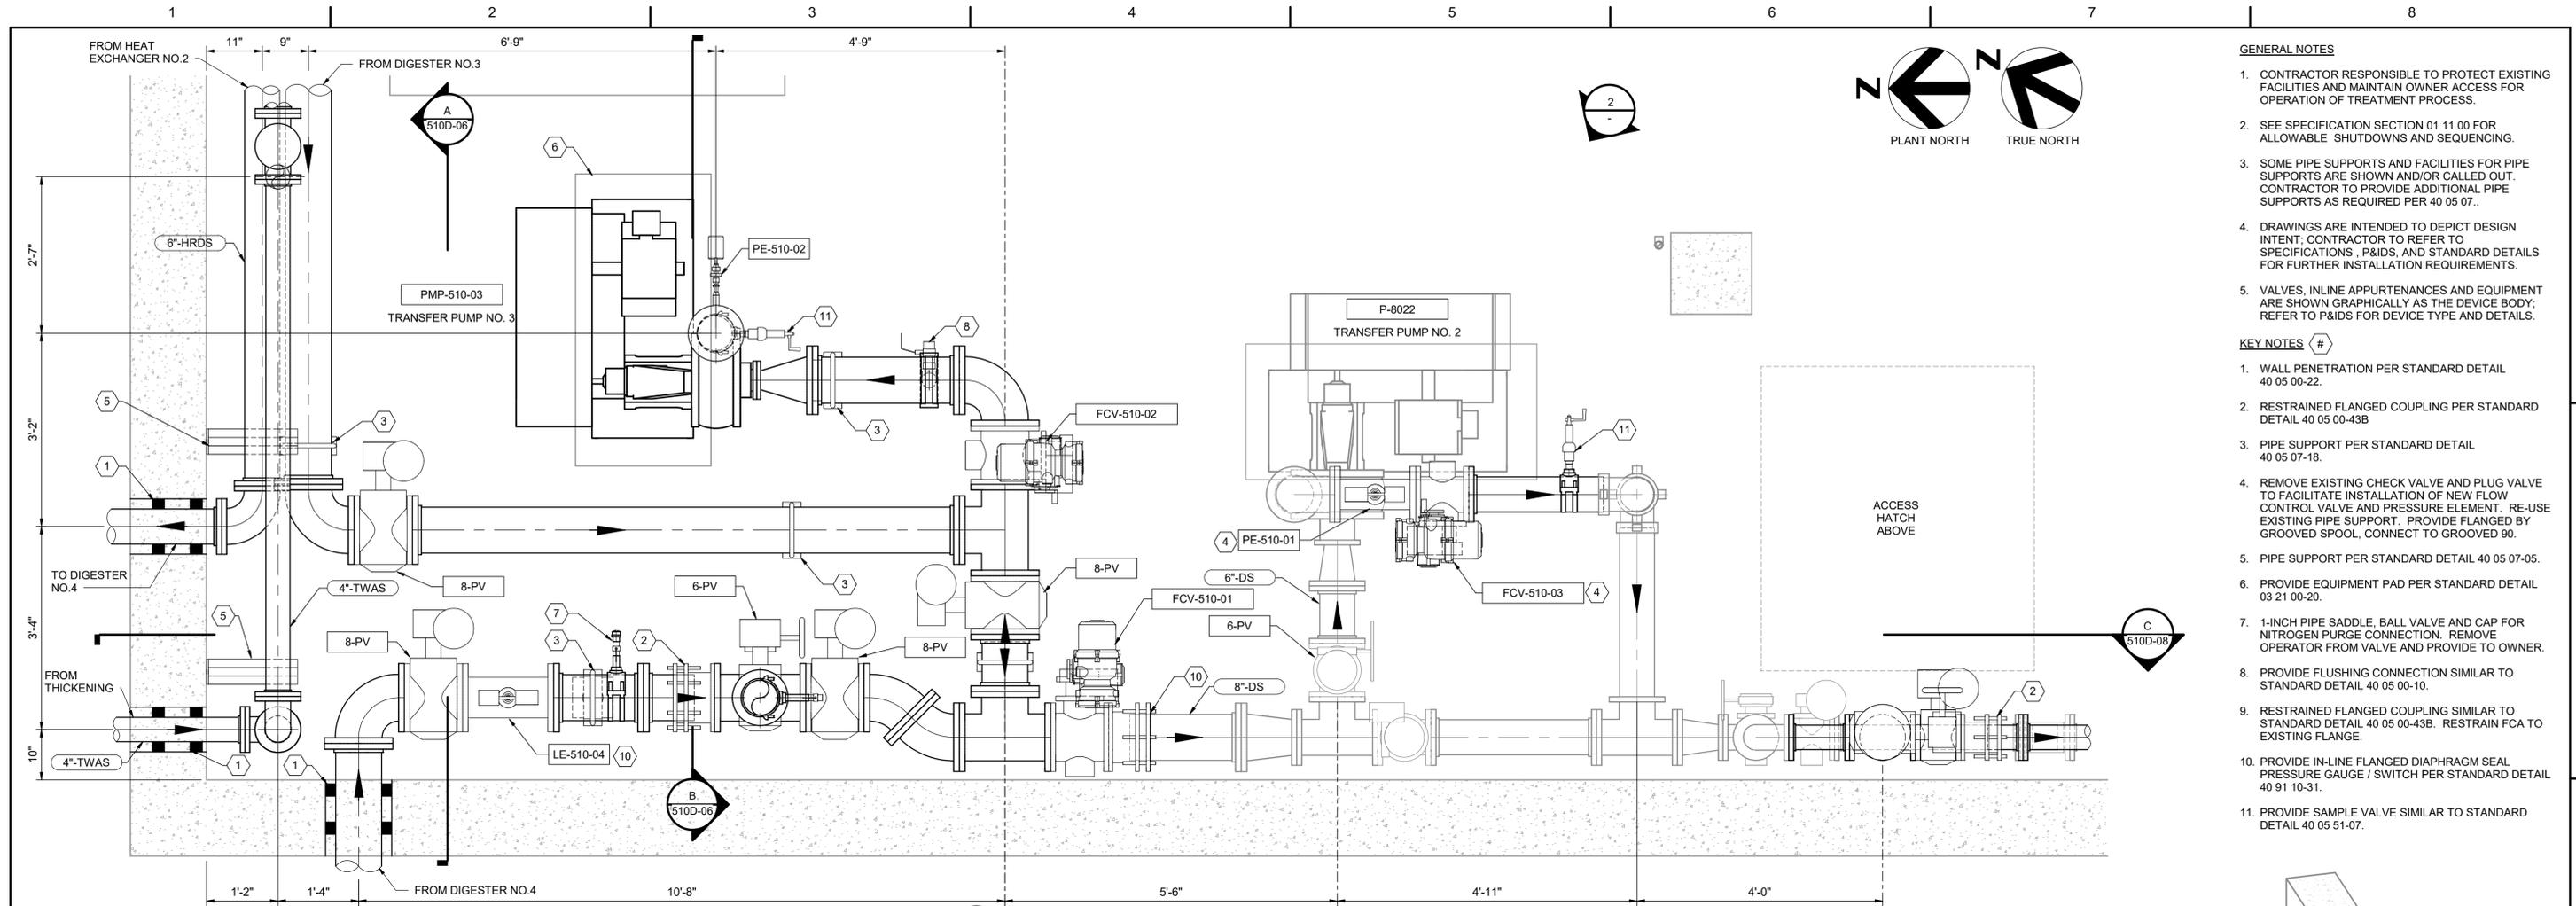 1 2 3 4 5 6 7 8
11" 9" 6'-9" 4'-9"
FROM HEAT
EXCHANGER NO.2
FROM DIGESTER NO.3
A
510D-06
6
2
-
N
PLANT NORTH
N
TRUE NORTH
2'-7"
6"-HRDS
PE-510-02
PMP-510-03
TRANSFER PUMP NO. 3
11
8
P-8022
TRANSFER PUMP NO. 2
3'-2"
5
3
3
FCV-510-02
11
1
ACCESS
HATCH
ABOVE
4
PE-510-01
TO DIGESTER
NO.4
4"-TWAS
8-PV
6-PV
3
8-PV
6"-DS
FCV-510-03
4
FCV-510-01
3'-4"
5
8-PV
7
3
2
8-PV
6-PV
C
510D-08
FROM
THICKENING
10
8"-DS
2
10"
4"-TWAS
1
1
LE-510-04
10
B
510D-06
FROM DIGESTER NO.4
1'-2" 1'-4" 10'-8" 5'-6" 4'-11" 4'-0"
GENERAL NOTES
1. CONTRACTOR RESPONSIBLE TO PROTECT EXISTING
FACILITIES AND MAINTAIN OWNER ACCESS FOR
OPERATION OF TREATMENT PROCESS.
2. SEE SPECIFICATION SECTION 01 11 00 FOR
ALLOWABLE SHUTDOWNS AND SEQUENCING.
3. SOME PIPE SUPPORTS AND FACILITIES FOR PIPE
SUPPORTS ARE SHOWN AND/OR CALLED OUT.
CONTRACTOR TO PROVIDE ADDITIONAL PIPE
SUPPORTS AS REQUIRED PER 40 05 07..
4. DRAWINGS ARE INTENDED TO DEPICT DESIGN
INTENT; CONTRACTOR TO REFER TO
SPECIFICATIONS , P&IDS, AND STANDARD DETAILS
FOR FURTHER INSTALLATION REQUIREMENTS.
5. VALVES, INLINE APPURTENANCES AND EQUIPMENT
ARE SHOWN GRAPHICALLY AS THE DEVICE BODY;
REFER TO P&IDS FOR DEVICE TYPE AND DETAILS.
KEY NOTES #
1. WALL PENETRATION PER STANDARD DETAIL
40 05 00-22.
2. RESTRAINED FLANGED COUPLING PER STANDARD
DETAIL 40 05 00-43B
3. PIPE SUPPORT PER STANDARD DETAIL
40 05 07-18.
4. REMOVE EXISTING CHECK VALVE AND PLUG VALVE
TO FACILITATE INSTALLATION OF NEW FLOW
CONTROL VALVE AND PRESSURE ELEMENT. RE-USE
EXISTING PIPE SUPPORT. PROVIDE FLANGED BY
GROOVED SPOOL, CONNECT TO GROOVED 90.
5. PIPE SUPPORT PER STANDARD DETAIL 40 05 07-05.
6. PROVIDE EQUIPMENT PAD PER STANDARD DETAIL
03 21 00-20.
7. 1-INCH PIPE SADDLE, BALL VALVE AND CAP FOR
NITROGEN PURGE CONNECTION. REMOVE
OPERATOR FROM VALVE AND PROVIDE TO OWNER.
8. PROVIDE FLUSHING CONNECTION SIMILAR TO
STANDARD DETAIL 40 05 00-10.
9. RESTRAINED FLANGED COUPLING SIMILAR TO
STANDARD DETAIL 40 05 00-43B. RESTRAIN FCA TO
EXISTING FLANGE.
10. PROVIDE IN-LINE FLANGED DIAPHRAGM SEAL
PRESSURE GAUGE / SWITCH PER STANDARD DETAIL
40 91 10-31.
11. PROVIDE SAMPLE VALVE SIMILAR TO STANDARD
DETAIL 40 05 51-07.